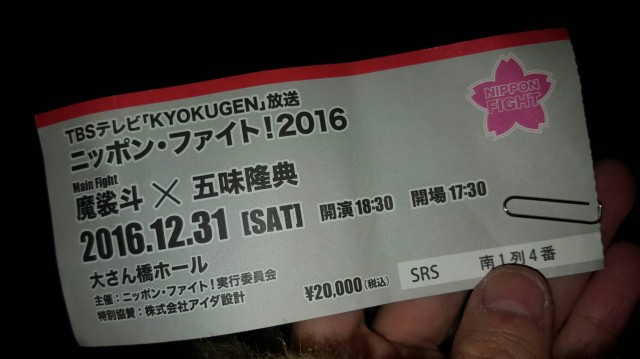 TBSテレビ「KYOKUGEN」放送
ニッポン・ファイト！2016
NIPPON
FIGHT
Main Fight
魔裟斗 × 五味隆典
2016.12.31 [SAT] 開演 18:30 開場 17:30
大さん橋ホール
主催：ニッポン・ファイト！実行委員会
特別協賛：株式会社アイダ設計
¥20,000(税込)
SRS 南1列4番